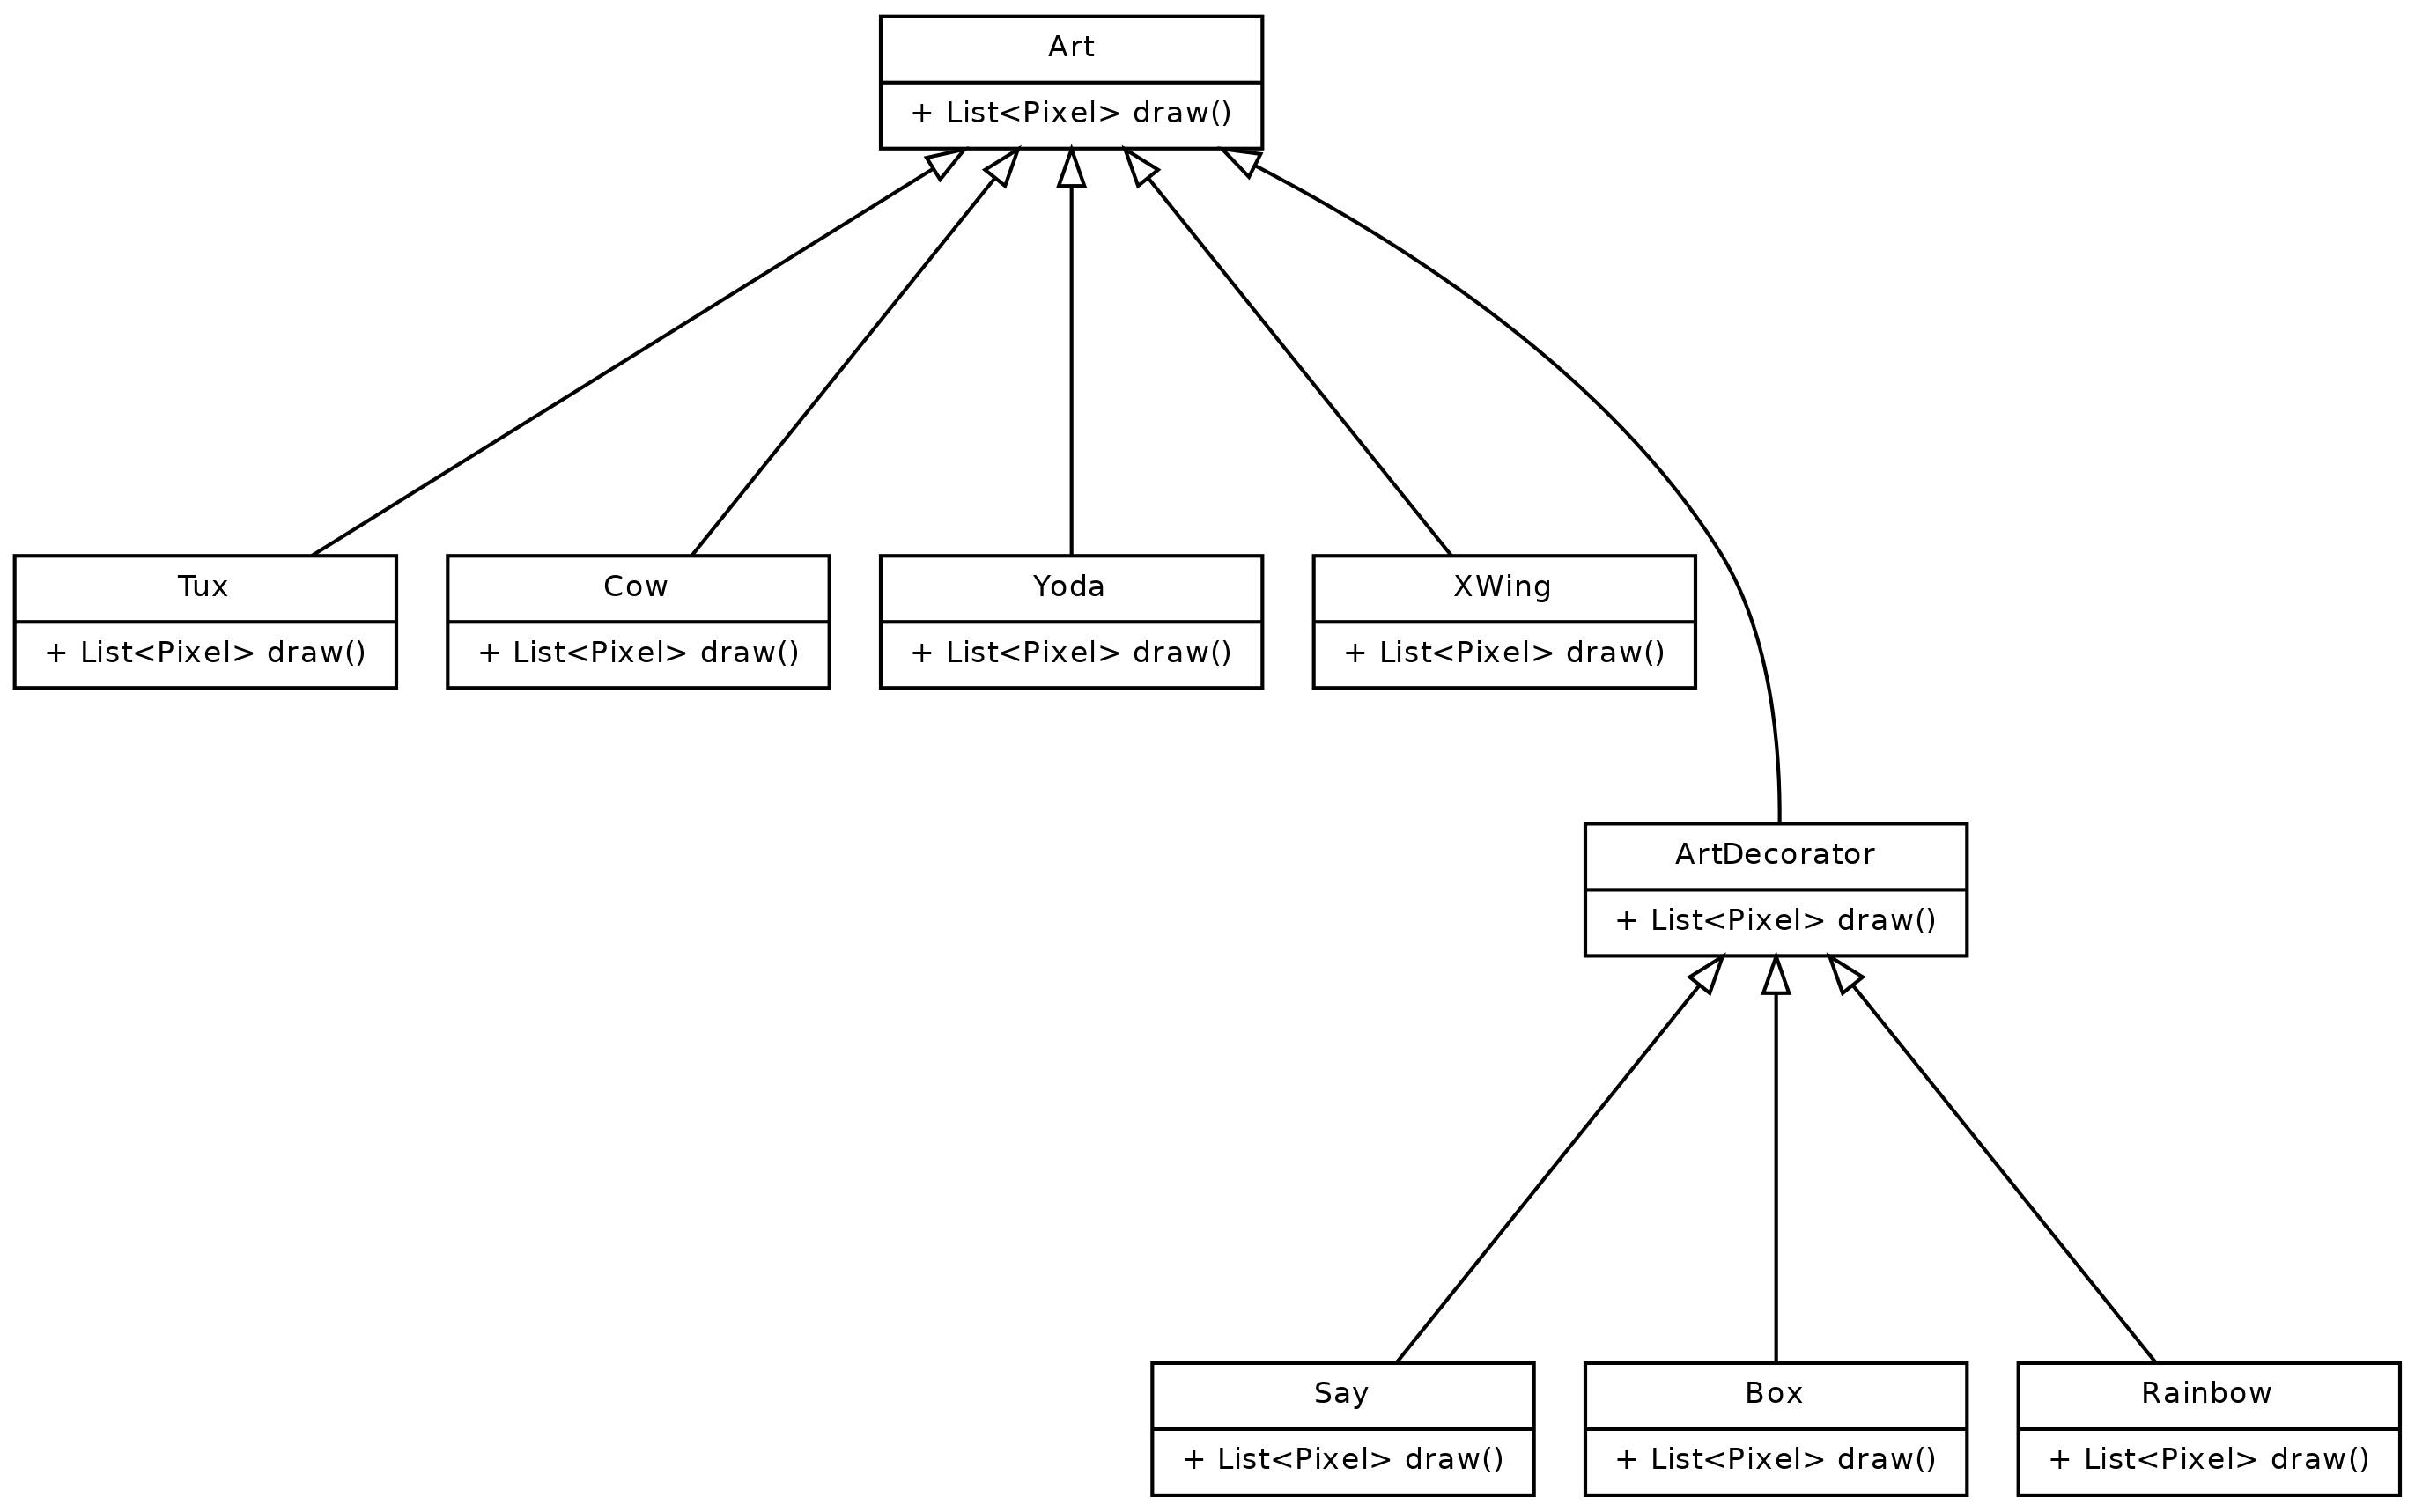 Art
+ List<Pixel> draw()
Tux
+ List<Pixel> draw()
Cow
+ List<Pixel> draw()
Yoda
+ List<Pixel> draw()
XWing
+ List<Pixel> draw()
ArtDecorator
+ List<Pixel> draw()
Say
+ List<Pixel> draw()
Box
+ List<Pixel> draw()
Rainbow
+ List<Pixel> draw()